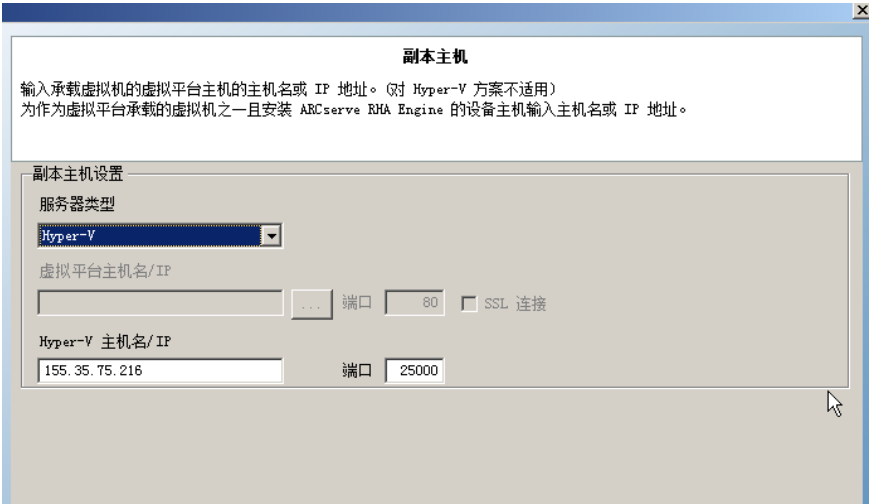 副本主机
输入承载虚拟机的虚拟平台主机的主机名或 IP 地址。(对 Hyper-V 方案不适用)
为作为虚拟平台承载的虚拟机之一且安装 ARCserve RHA Engine 的设备主机输入主机名或 IP 地址。
副本主机设置
服务器类型
Hyper-V
虚拟平台主机名/IP
... 端口 80 SSL 连接
Hyper-V 主机名/IP
155.35.75.216 端口 25000